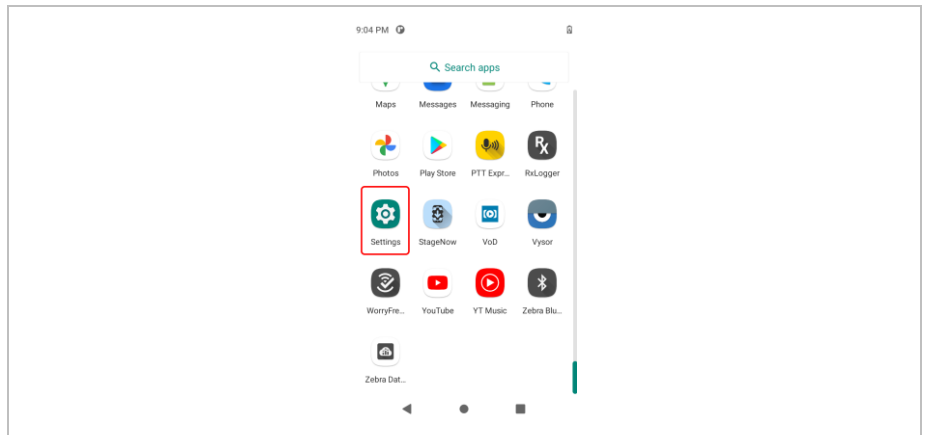 9:04 PM
Search apps
Maps Messages Messaging Phone
Photos Play Store PTT Expr... RxLogger
Settings StageNow VoD Vysor
WorryFre... YouTube YT Music Zebra Blu...
Zebra Dat...